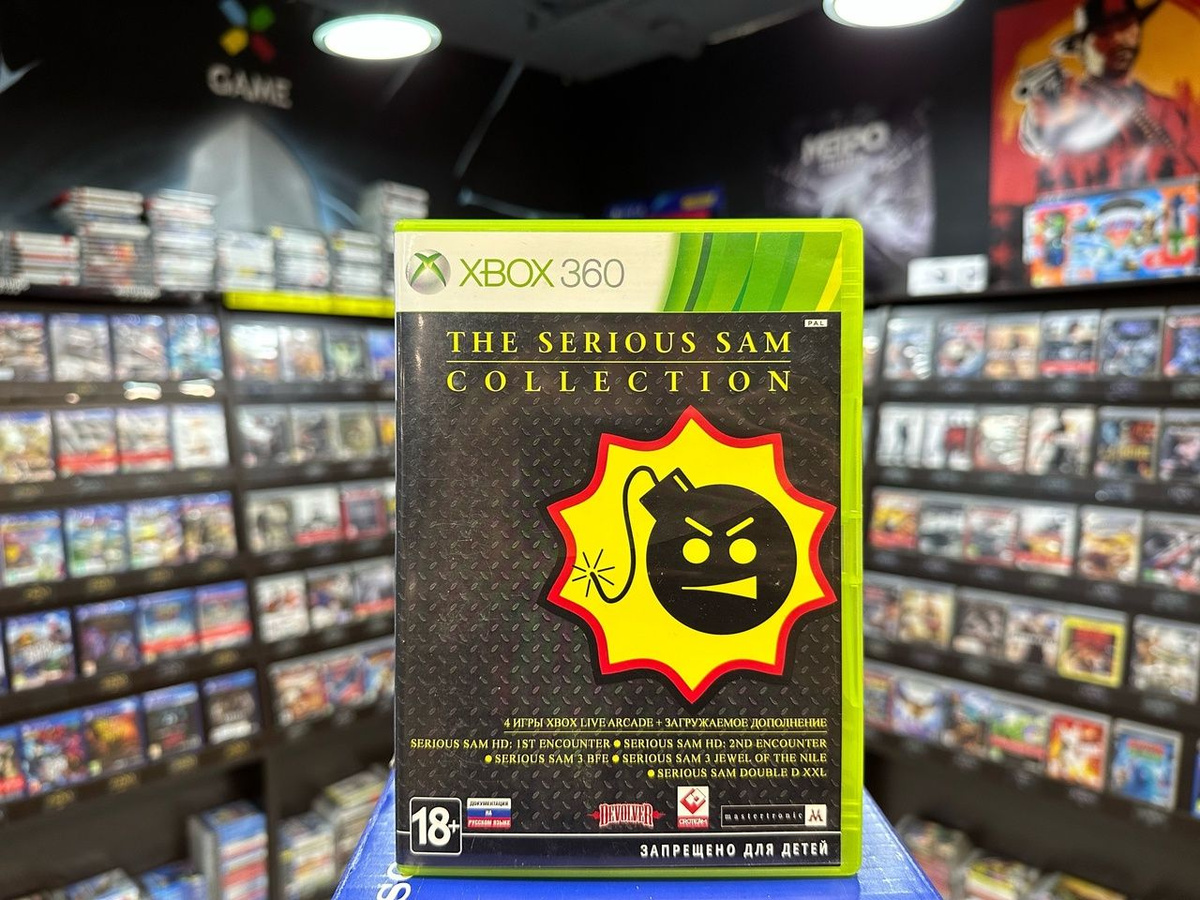 GAME
METPO
XBOX 360
PAL
THE SERIOUS SAM
COLLECTION
4 ИГРЫ XBOX LIVE ARCADE + ЗАГРУЖАЕМОЕ ДОПОЛНЕНИЕ
SERIOUS SAM HD: 1ST ENCOUNTER ● SERIOUS SAM HD: 2ND ENCOUNTER
● SERIOUS SAM 3 BFE ● SERIOUS SAM 3 JEWEL OF THE NILE
● SERIOUS SAM DOUBLE D XXL
18+
ДОКУМЕНТАЦИЯ
НА
РУССКОМ ЯЗЫКЕ
DEVOLVER
CROTEAM
mastertronic M
ЗАПРЕЩЕНО ДЛЯ ДЕТЕЙ